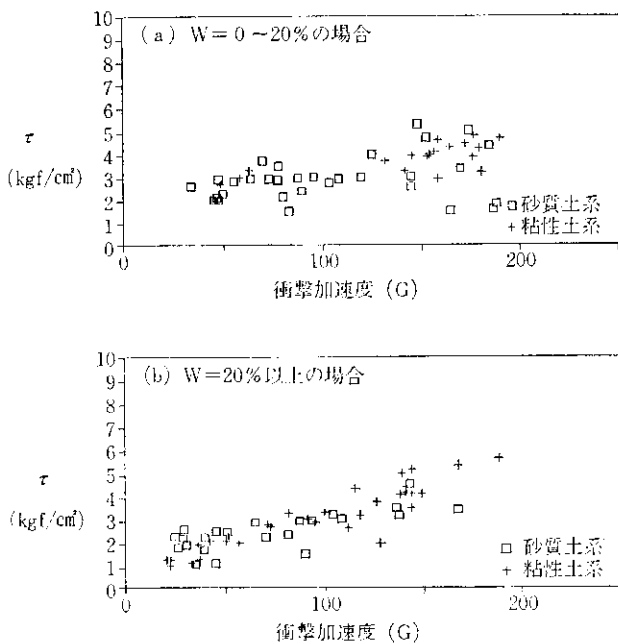 (a) W＝0～20%の場合
10
9
8
7
6
5
4
3
2
1
0
τ
(kgf/cm²)
□ 砂質土系
+ 粘性土系
0
100
200
衝撃加速度 (G)
(b) W＝20%以上の場合
10
9
8
7
6
5
4
3
2
1
0
τ
(kgf/cm²)
□ 砂質土系
+ 粘性土系
0
50
100
150
200
衝撃加速度 (G)